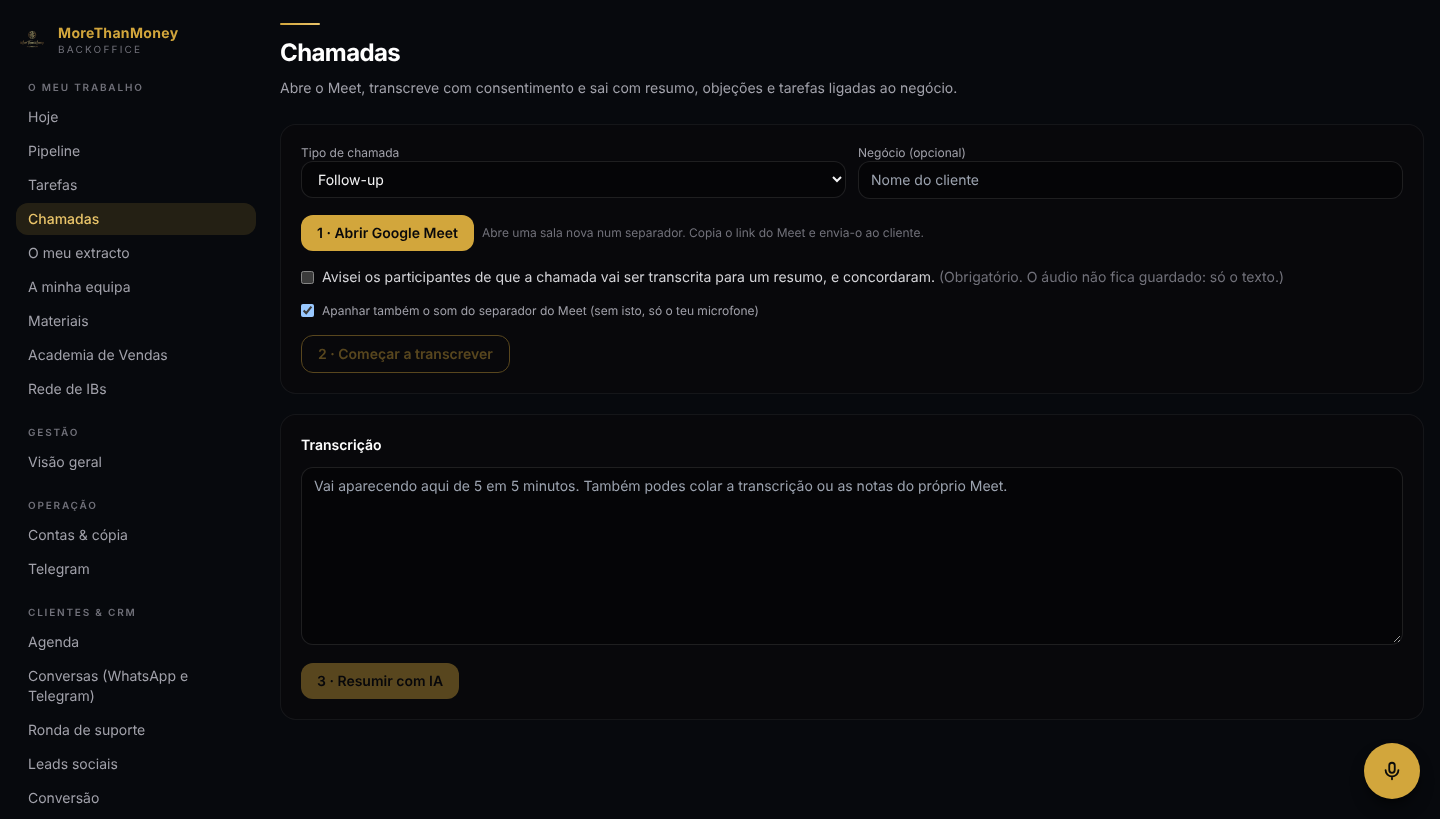 MoreThanMoney
BACKOFFICE
O MEU TRABALHO
Hoje
Pipeline
Tarefas
Chamadas
O meu extracto
A minha equipa
Materiais
Academia de Vendas
Rede de IBs
GESTÃO
Visão geral
OPERAÇÃO
Contas & cópia
Telegram
CLIENTES & CRM
Agenda
Conversas (WhatsApp e
Telegram)
Ronda de suporte
Leads sociais
Conversão
Chamadas
Abre o Meet, transcreve com consentimento e sai com resumo, objeções e tarefas ligadas ao negócio.
Tipo de chamada
Follow-up
Negócio (opcional)
Nome do cliente
1 · Abrir Google Meet
Abre uma sala nova num separador. Copia o link do Meet e envia-o ao cliente.
Avisei os participantes de que a chamada vai ser transcrita para um resumo, e concordaram. (Obrigatório. O áudio não fica guardado: só o texto.)
Apanhar também o som do separador do Meet (sem isto, só o teu microfone)
2 · Começar a transcrever
Transcrição
Vai aparecendo aqui de 5 em 5 minutos. Também podes colar a transcrição ou as notas do próprio Meet.
3 · Resumir com IA